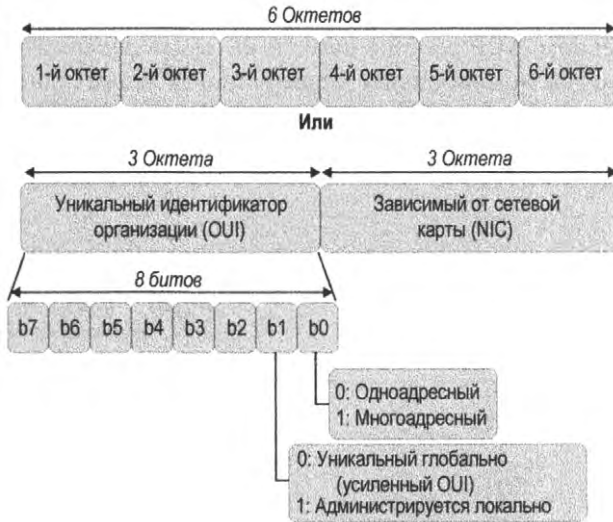 6 Октетов
1-й октет 2-й октет 3-й октет 4-й октет 5-й октет 6-й октет
Или
3 Октета 3 Октета
Уникальный идентификатор
организации (OUI)
Зависимый от сетевой
карты (NIC)
8 битов
b7 b6 b5 b4 b3 b2 b1 b0
0: Одноадресный
1: Многоадресный
0: Уникальный глобально
(усиленный OUI)
1: Администрируется локально